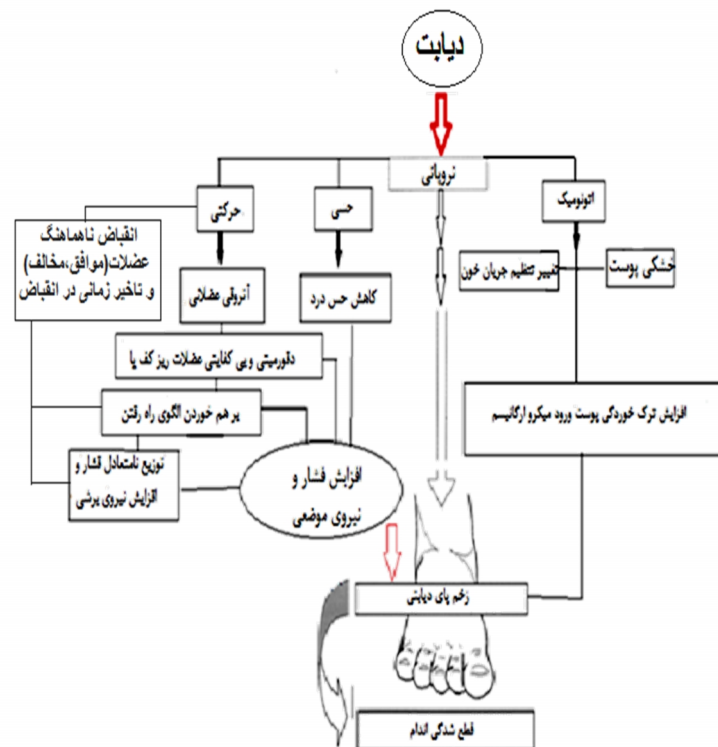 دیابت
نروپاتی
اتونومیک
حسی
حرکتی
انقباض ناهماهنگ
عضلات(موافق،مخالف)
و تاخیر زمانی در انقباض
خشکی پوست
تغییر تنظیم جریان خون
کاهش حس درد
آتروفی عضلانی
دفورمیتی و بی کفایتی عضلات ریز کف پا
افزایش ترک خوردگی پوست ورود میکرو ارگانیسم
بر هم خوردن الگوی راه رفتن
توزیع نامتعادل فشار و
افزایش نیروی برشی
افزایش فشار و
نیروی موضعی
زخم پای دیابتی
قطع شدگی اندام